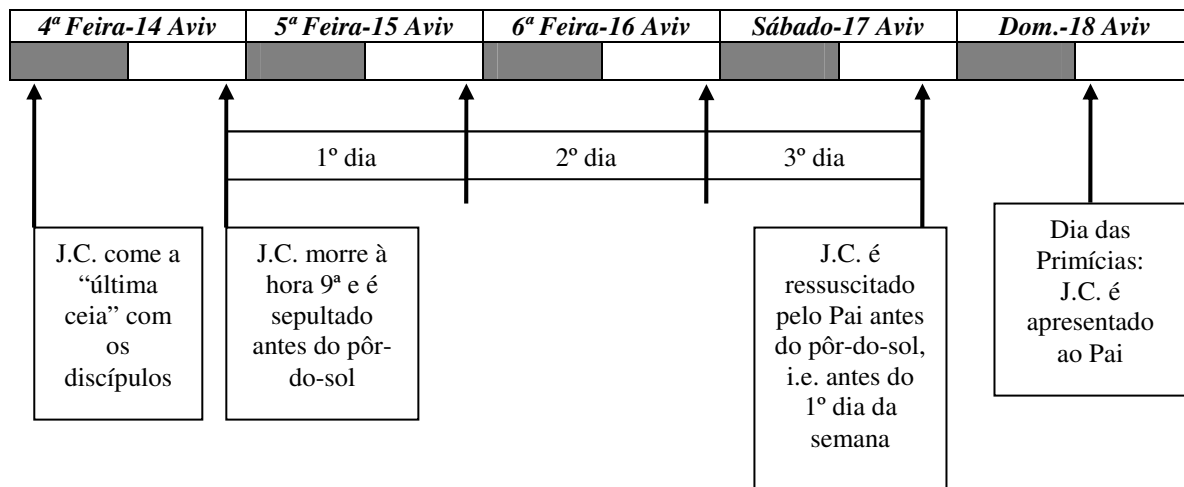 4ª Feira-14 Aviv 5ª Feira-15 Aviv 6ª Feira-16 Aviv Sábado-17 Aviv Dom.-18 Aviv
1º dia 2º dia 3º dia
J.C. come a
“última
ceia” com
os
discípulos
J.C. morre à
hora 9ª e é
sepultado
antes do pôr-
do-sol
J.C. é
ressuscitado
pelo Pai antes
do pôr-do-sol,
i.e. antes do
1º dia da
semana
Dia das
Primícias:
J.C. é
apresentado
ao Pai